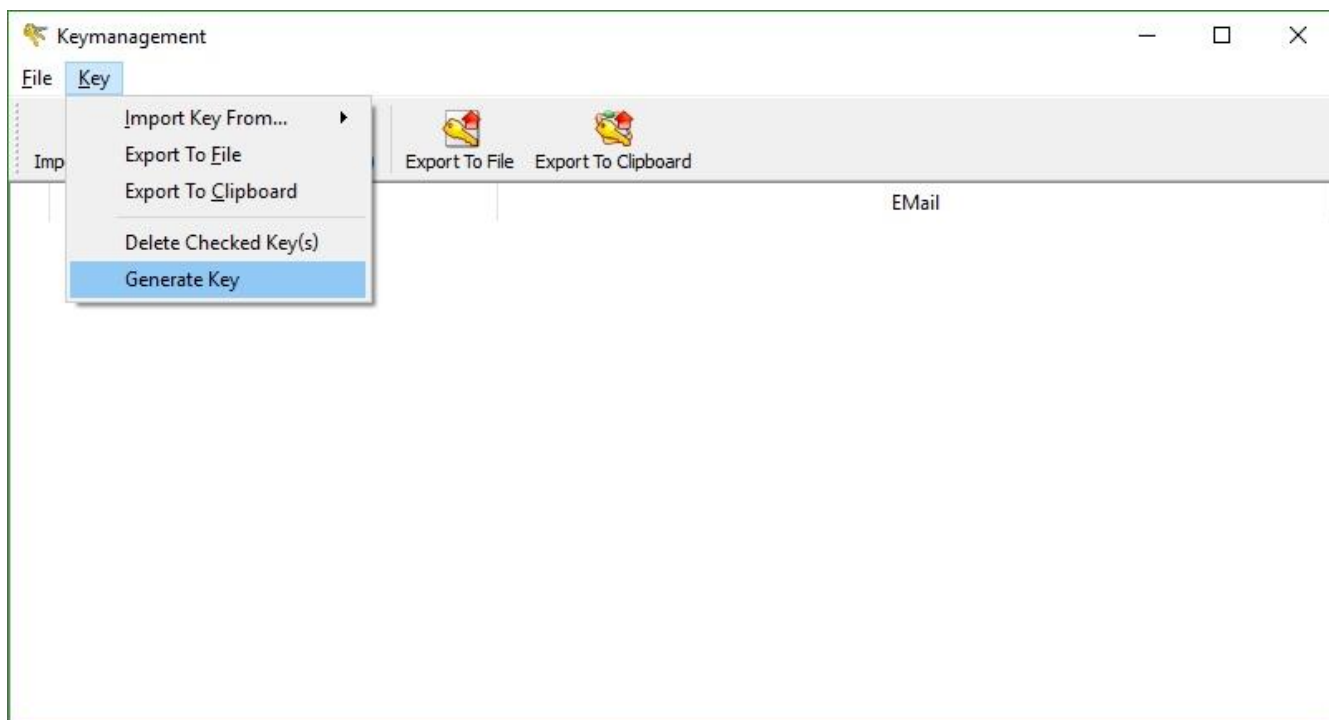 Keymanagement
File Key
Import Key From...
Export To File
Export To Clipboard
Delete Checked Key(s)
Generate Key
Imp
Export To File Export To Clipboard
EMail